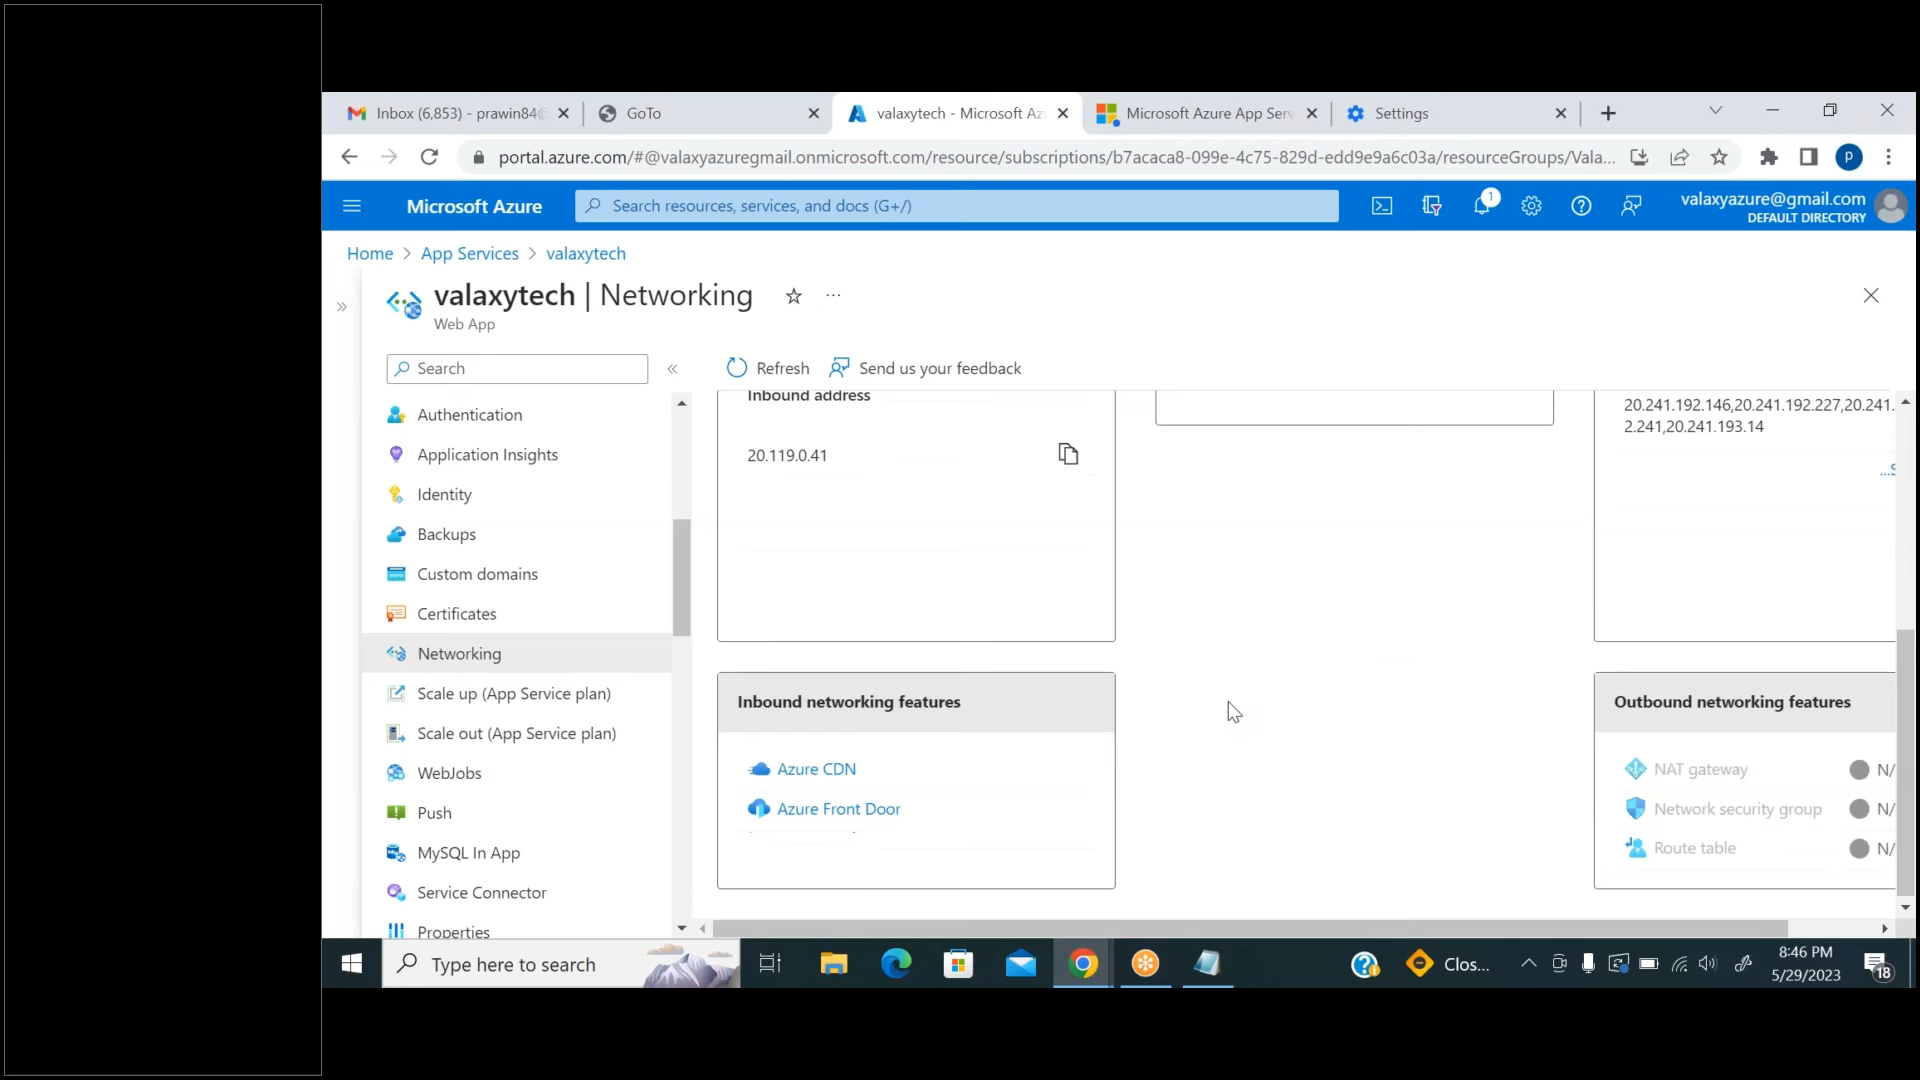 Inbox (6,853) - prawin84@
GoTo
valaxytech - Microsoft Az
Microsoft Azure App Serv
Settings
portal.azure.com/#@valaxyazuregmail.onmicrosoft.com/resource/subscriptions/b7acaca8-099e-4c75-829d-edd9e9a6c03a/resourceGroups/Vala...
P
Microsoft Azure
Search resources, services, and docs (G+/)
1
valaxyazure@gmail.com
DEFAULT DIRECTORY
Home > App Services > valaxytech
valaxytech | Networking
Web App
Search
Refresh
Send us your feedback
Authentication
Application Insights
Identity
Backups
Custom domains
Certificates
Networking
Scale up (App Service plan)
Scale out (App Service plan)
WebJobs
Push
MySQL In App
Service Connector
Properties
Inbound address
20.119.0.41
20.241.192.146,20.241.192.227,20.241.
2.241,20.241.193.14
...S
Inbound networking features
Azure CDN
Azure Front Door
Outbound networking features
NAT gateway N/
Network security group N/
Route table N/
Type here to search
Clos...
8:46 PM
5/29/2023
18